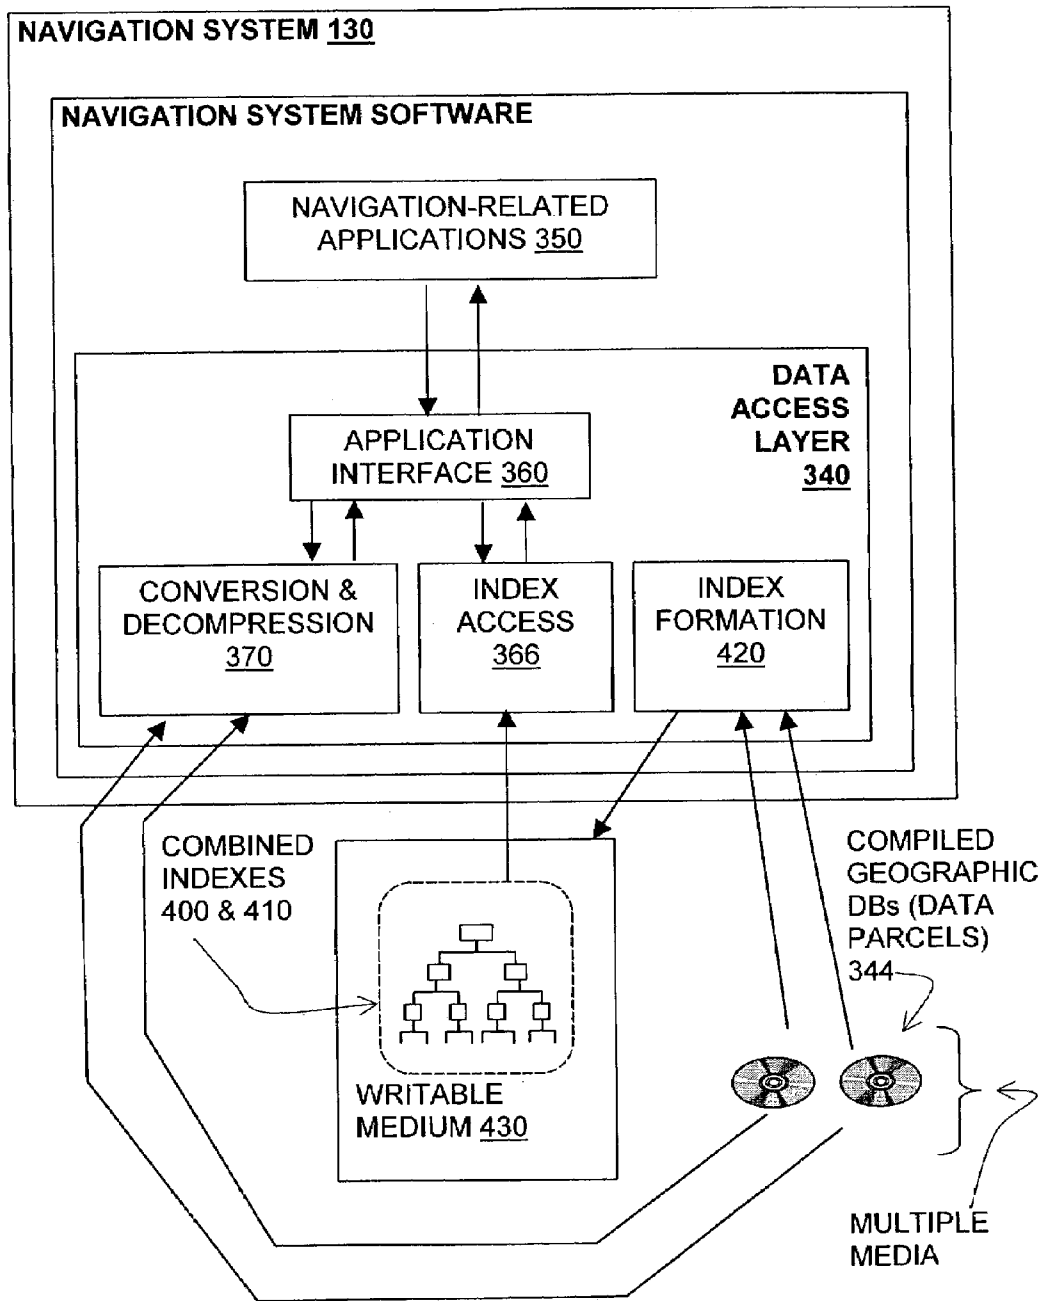 NAVIGATION SYSTEM 130
NAVIGATION SYSTEM SOFTWARE
NAVIGATION-RELATED
APPLICATIONS 350
DATA
ACCESS
LAYER
340
APPLICATION
INTERFACE 360
CONVERSION &
DECOMPRESSION
370
INDEX
ACCESS
366
INDEX
FORMATION
420
COMBINED
INDEXES
400 & 410
COMPILED
GEOGRAPHIC
DBs (DATA
PARCELS)
344
WRITABLE
MEDIUM 430
MULTIPLE
MEDIA